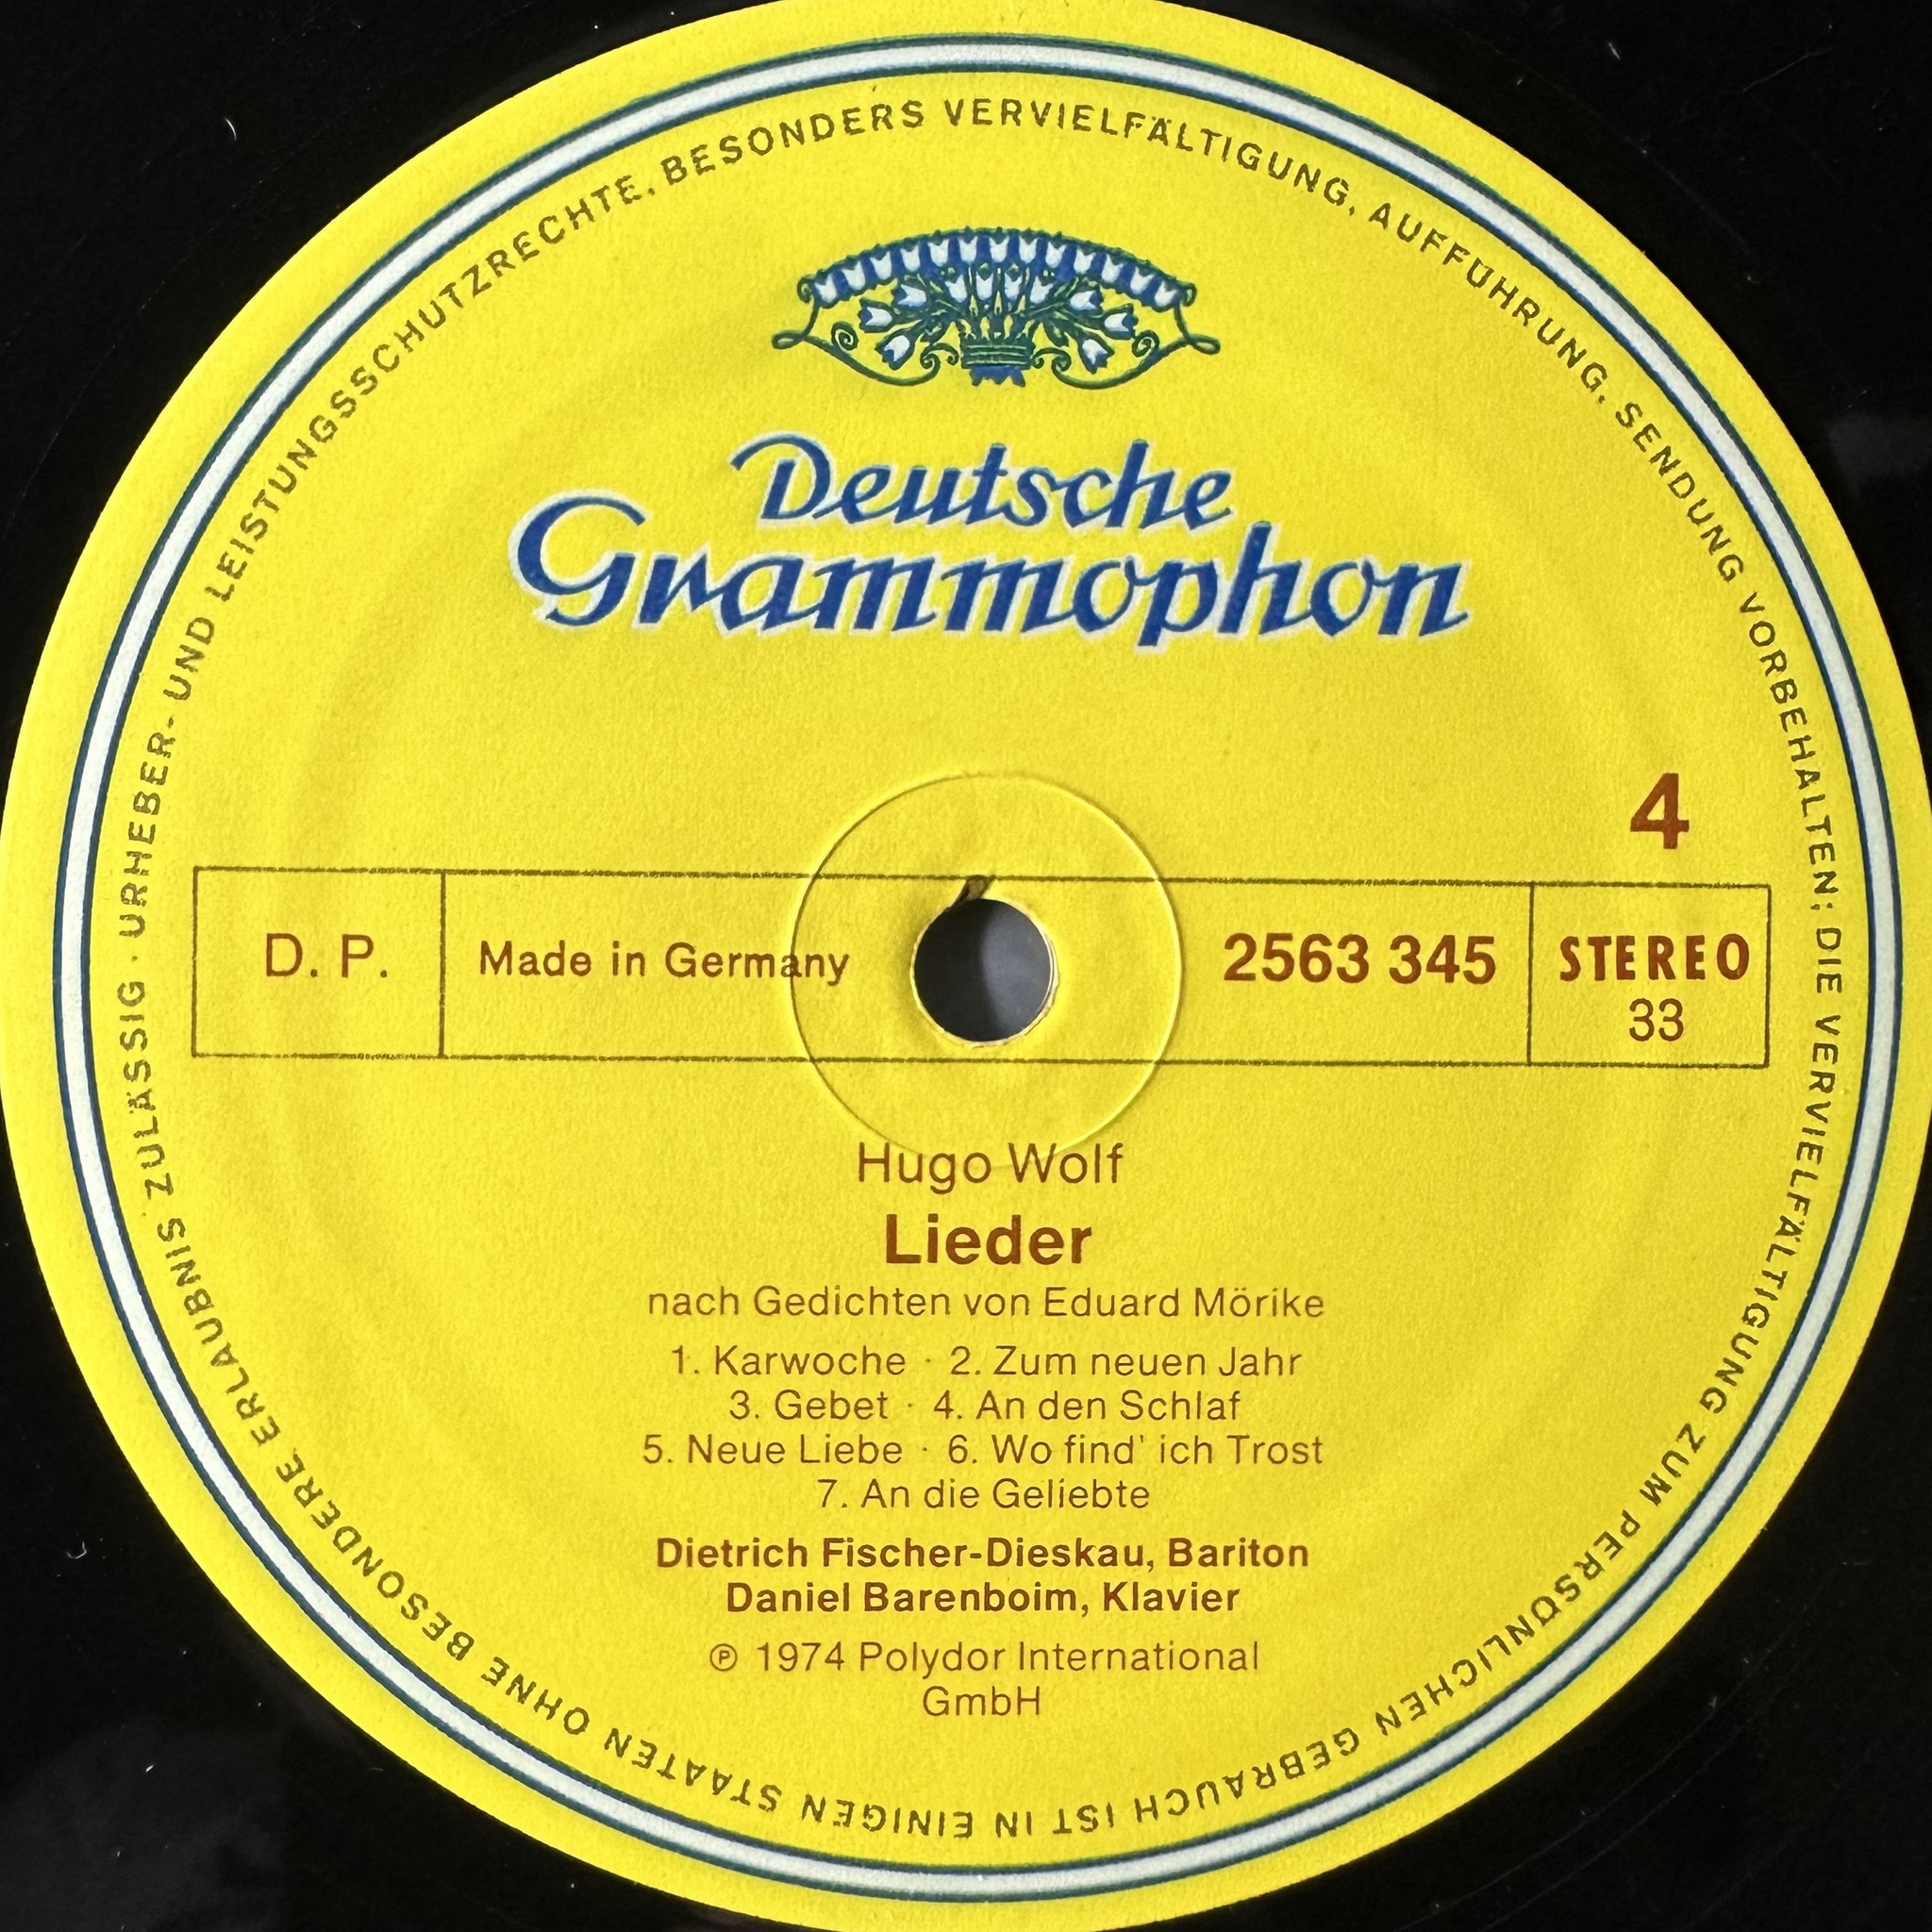 URHEBER- UND LEISTUNGSSCHUTZRECHTE, BESONDERS VERVIELFÄLTIGUNG, AUFFÜHRUNG, SENDUNG VORBEHALTEN; DIE VERVIELFÄLTIGUNG ZUM PERSÖNLICHEN GEBRAUCH IST IN EINIGEN STAATEN OHNE BESONDERE ERLAUBNIS ZULÄSSIG ·
Deutsche
Grammophon
4
D. P. Made in Germany 2563 345 STEREO
33
Hugo Wolf
Lieder
nach Gedichten von Eduard Mörike
1. Karwoche · 2. Zum neuen Jahr
3. Gebet · 4. An den Schlaf
5. Neue Liebe · 6. Wo find' ich Trost
7. An die Geliebte
Dietrich Fischer-Dieskau, Bariton
Daniel Barenboim, Klavier
℗ 1974 Polydor International
GmbH